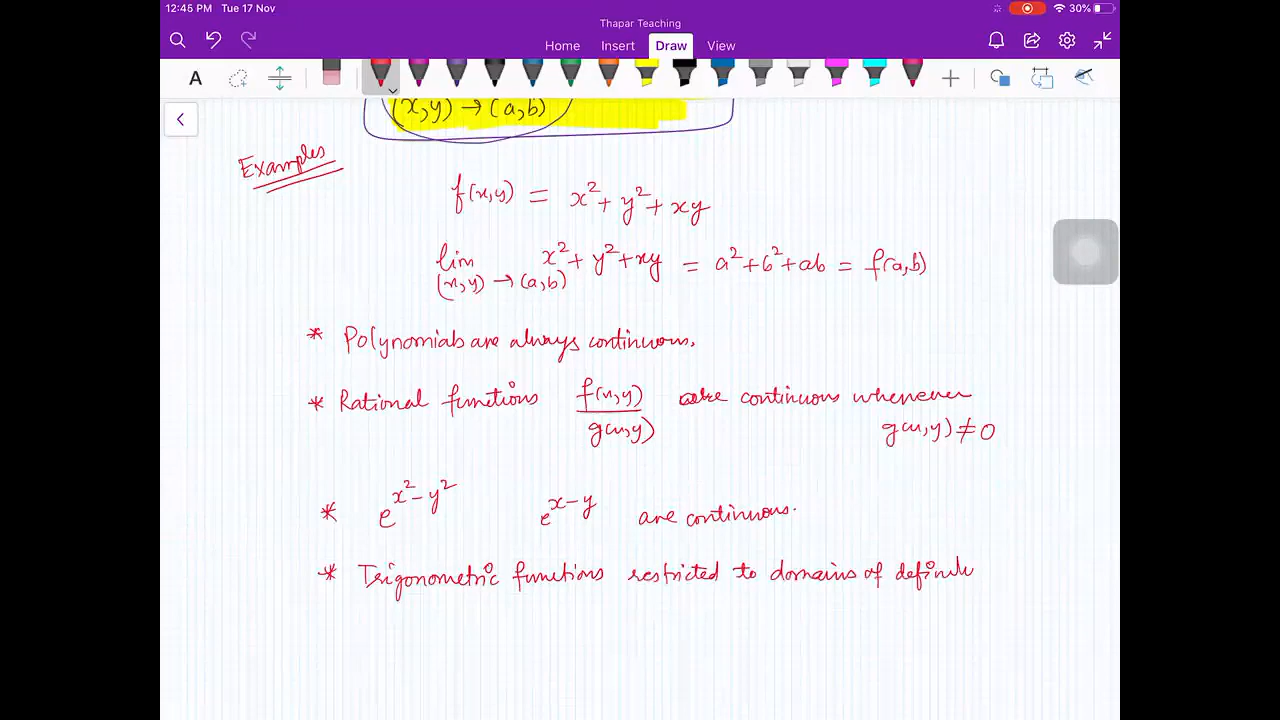 12:45 PM Tue 17 Nov
30%
Thapar Teaching
Home Insert Draw View
A
(x,y) → (a,b)
Examples
f(x,y) = x² + y² + xy
lim x² + y² + xy = a² + b² + ab = f(a,b)
(x,y) → (a,b)
* Polynomials are always continuous.
* Rational functions f(x,y) are continuous whenever
g(x,y) g(x,y) ≠ 0
* e^{x²-y²} e^{x-y} are continuous.
* Trigonometric functions restricted to domains of